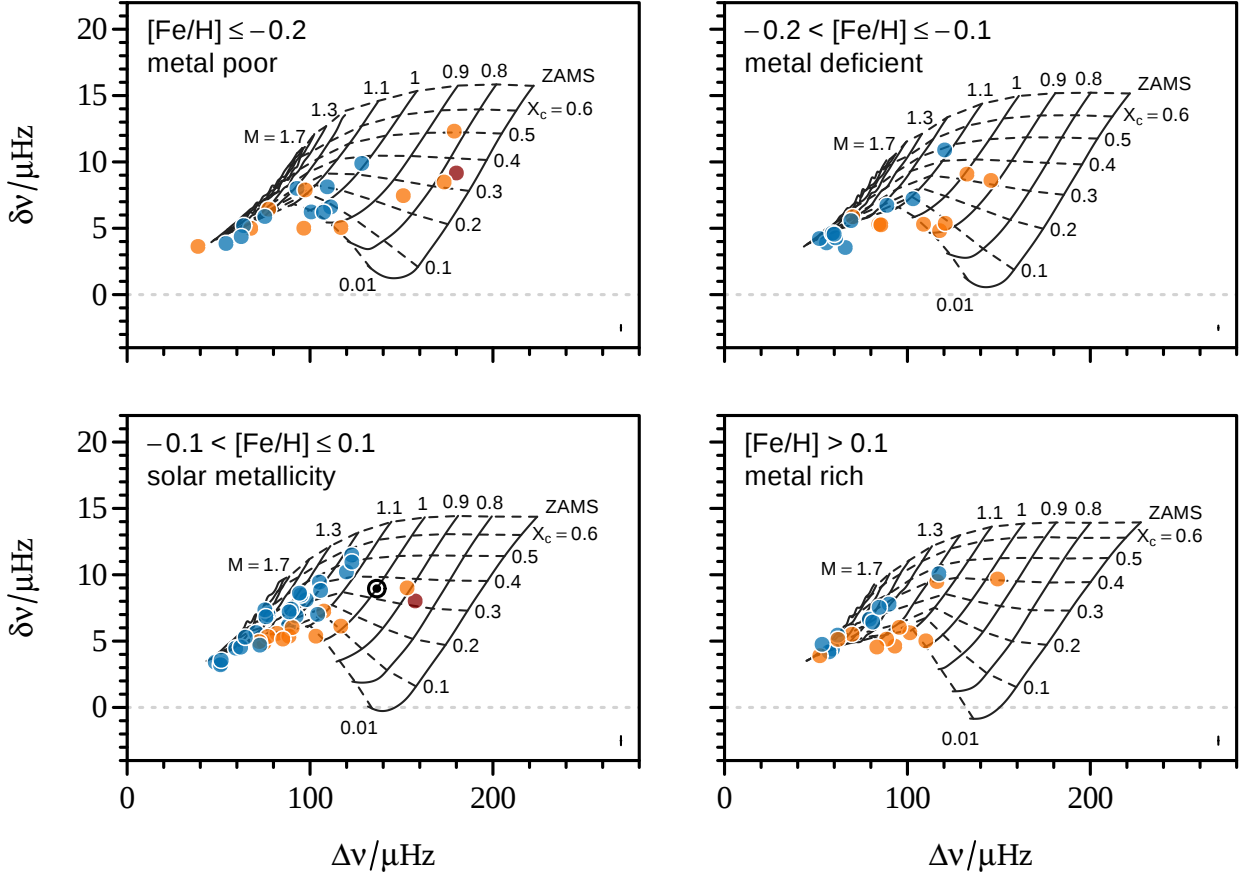 [Fe/H] ≤ −0.2
metal poor
20
15
10
5
0
δν/μHz
M = 1.7
1.3
1.1
1
0.9
0.8
ZAMS
X_c = 0.6
0.5
0.4
0.3
0.2
0.1
0.01
−0.2 < [Fe/H] ≤ −0.1
metal deficient
M = 1.7
1.3
1.1
1
0.9
0.8
ZAMS
X_c = 0.6
0.5
0.4
0.3
0.2
0.1
0.01
−0.1 < [Fe/H] ≤ 0.1
solar metallicity
20
15
10
5
0
δν/μHz
M = 1.7
1.3
1.1
1
0.9
0.8
ZAMS
X_c = 0.6
0.5
0.4
0.3
0.2
0.1
0.01
0
100
200
Δν/μHz
[Fe/H] > 0.1
metal rich
M = 1.7
1.3
1.1
1
0.9
0.8
ZAMS
X_c = 0.6
0.5
0.4
0.3
0.2
0.1
0.01
0
100
200
Δν/μHz